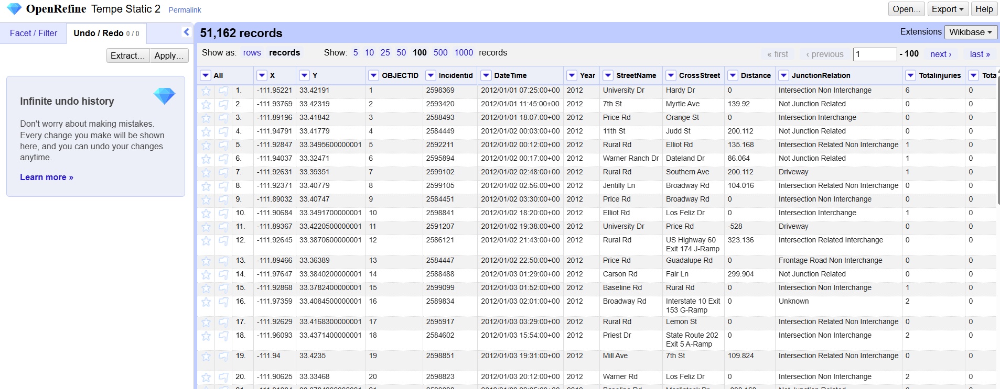 OpenRefine Tempe Static 2 Permalink Open... Export Help
Facet / Filter Undo / Redo 0 / 0 51,162 records Extensions Wikibase
Extract... Apply... Show as: rows records Show: 5 10 25 50 100 500 1000 records « first ‹ previous 1 - 100 next › last »
Infinite undo history
Don't worry about making mistakes.
Every change you make will be shown
here, and you can undo your changes
anytime.
Learn more »
All X Y OBJECTID Incidentid DateTime Year StreetName CrossStreet Distance JunctionRelation Totalinjuries Tota
1. -111.95221 33.42191 1 2598369 2012/01/01 07:25:00+00 2012 University Dr Hardy Dr 0 Intersection Non Interchange 6 0
2. -111.93769 33.42319 2 2593420 2012/01/01 11:45:00+00 2012 7th St Myrtle Ave 139.92 Not Junction Related 0 0
3. -111.89196 33.41842 3 2588493 2012/01/01 18:07:00+00 2012 Price Rd Orange St 0 Intersection Interchange 0 0
4. -111.94791 33.41779 4 2584449 2012/01/02 00:03:00+00 2012 11th St Judd St 200.112 Not Junction Related 0 0
5. -111.92847 33.3495600000001 5 2592211 2012/01/02 00:12:00+00 2012 Rural Rd Elliot Rd 135.168 Intersection Related Non Interchange 1 0
6. -111.94037 33.32471 6 2595894 2012/01/02 00:17:00+00 2012 Warner Ranch Dr Dateland Dr 86.064 Not Junction Related 1 0
7. -111.92631 33.39351 7 2599102 2012/01/02 02:48:00+00 2012 Rural Rd Southern Ave 200.112 Driveway 1 0
8. -111.92371 33.40779 8 2599105 2012/01/02 02:56:00+00 2012 Jentilly Ln Broadway Rd 104.016 Intersection Related Non Interchange 0 0
9. -111.89032 33.40747 9 2584451 2012/01/02 03:30:00+00 2012 Price Rd Broadway Rd 0 Intersection Non Interchange 0 0
10. -111.90684 33.3491700000001 10 2598841 2012/01/02 18:20:00+00 2012 Elliot Rd Los Feliz Dr 0 Intersection Interchange 1 0
11. -111.89367 33.4220500000001 11 2591207 2012/01/02 19:38:00+00 2012 University Dr Price Rd -528 Driveway 0 0
12. -111.92645 33.3870600000001 12 2586121 2012/01/02 21:43:00+00 2012 Rural Rd US Highway 60 323.136 Intersection Related Interchange 0 0
Exit 174 J-Ramp
13. -111.89466 33.36389 13 2584447 2012/01/02 22:50:00+00 2012 Price Rd Guadalupe Rd 0 Frontage Road Non Interchange 0 0
14. -111.97647 33.3840200000001 14 2588488 2012/01/03 01:29:00+00 2012 Carson Rd Fair Ln 299.904 Not Junction Related 0 0
15. -111.92868 33.3782400000001 15 2599099 2012/01/03 01:52:00+00 2012 Baseline Rd Rural Rd 0 Intersection Non Interchange 1 0
16. -111.97359 33.4084500000001 16 2589834 2012/01/03 02:01:00+00 2012 Broadway Rd Interstate 10 Exit 0 Unknown 2 0
153 G-Ramp
17. -111.92629 33.4168300000001 17 2595917 2012/01/03 03:29:00+00 2012 Rural Rd Lemon St 0 Intersection Related Non Interchange 0 0
18. -111.96093 33.4371400000001 18 2584602 2012/01/03 15:54:00+00 2012 Priest Dr State Route 202 0 Intersection Non Interchange 2 0
Exit 5 A-Ramp
19. -111.94 33.4235 19 2598851 2012/01/03 19:31:00+00 2012 Mill Ave 7th St 109.824 Intersection Related Non Interchange 0 0
20. -111.90625 33.33468 20 2598823 2012/01/03 20:12:00+00 2012 Warner Rd Los Feliz Dr 0 Intersection Non Interchange 2 0